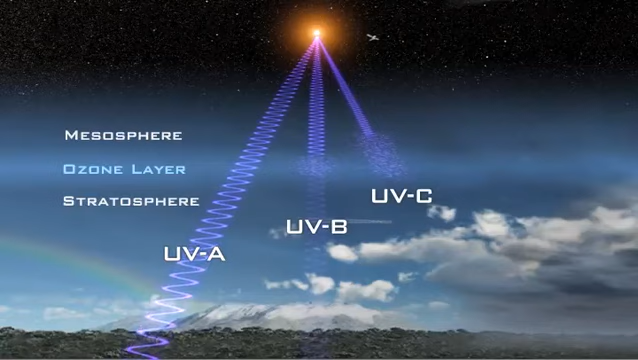 Mesosphere
Ozone Layer
Stratosphere
UV-C
UV-B
UV-A